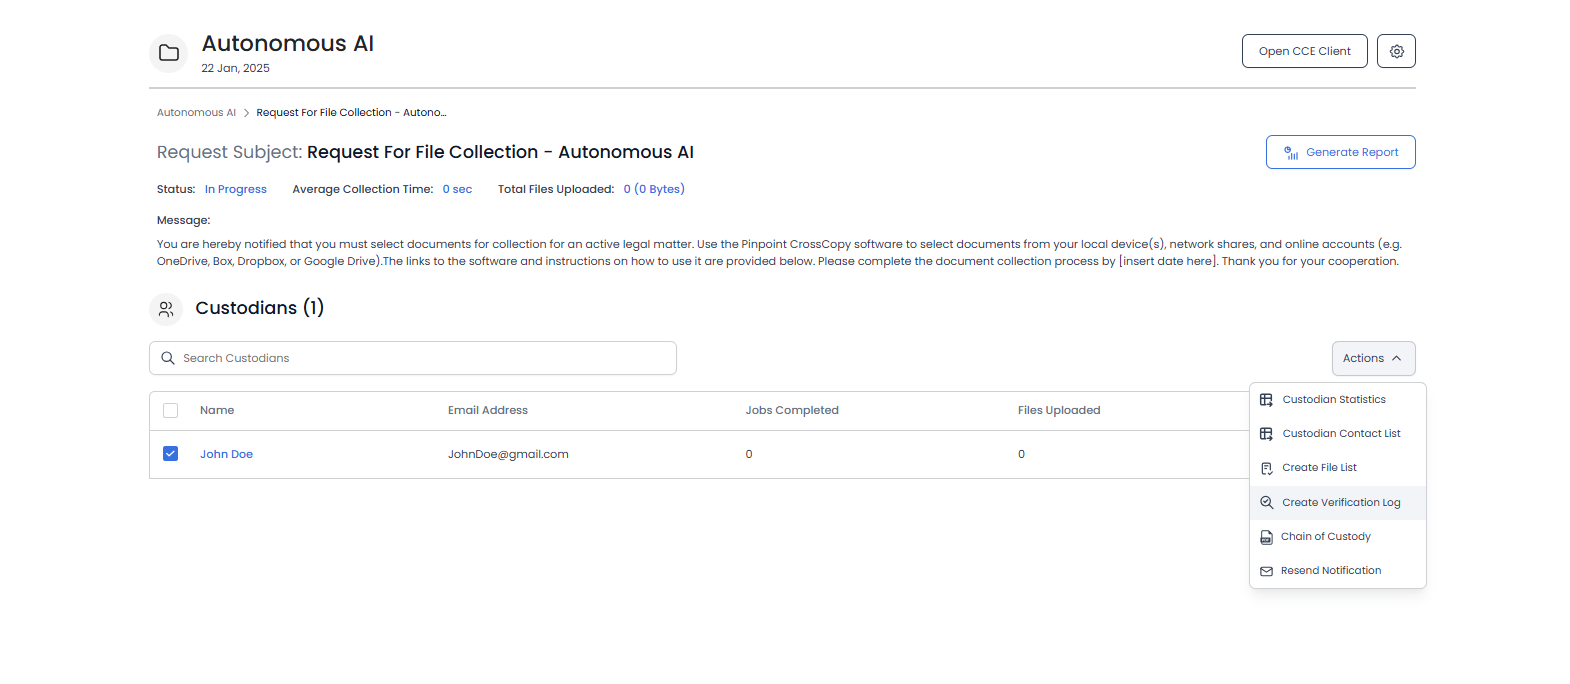 Autonomous AI
22 Jan, 2025
Open CCE Client
Autonomous AI > Request For File Collection - Autono...
Request Subject: Request For File Collection - Autonomous AI
Generate Report
Status: In Progress Average Collection Time: 0 sec Total Files Uploaded: 0 (0 Bytes)
Message:
You are hereby notified that you must select documents for collection for an active legal matter. Use the Pinpoint CrossCopy software to select documents from your local device(s), network shares, and online accounts (e.g.
OneDrive, Box, Dropbox, or Google Drive).The links to the software and instructions on how to use it are provided below. Please complete the document collection process by [insert date here]. Thank you for your cooperation.
Custodians (1)
Search Custodians
Actions
Name Email Address Jobs Completed Files Uploaded
John Doe JohnDoe@gmail.com 0 0
Custodian Statistics
Custodian Contact List
Create File List
Create Verification Log
Chain of Custody
Resend Notification